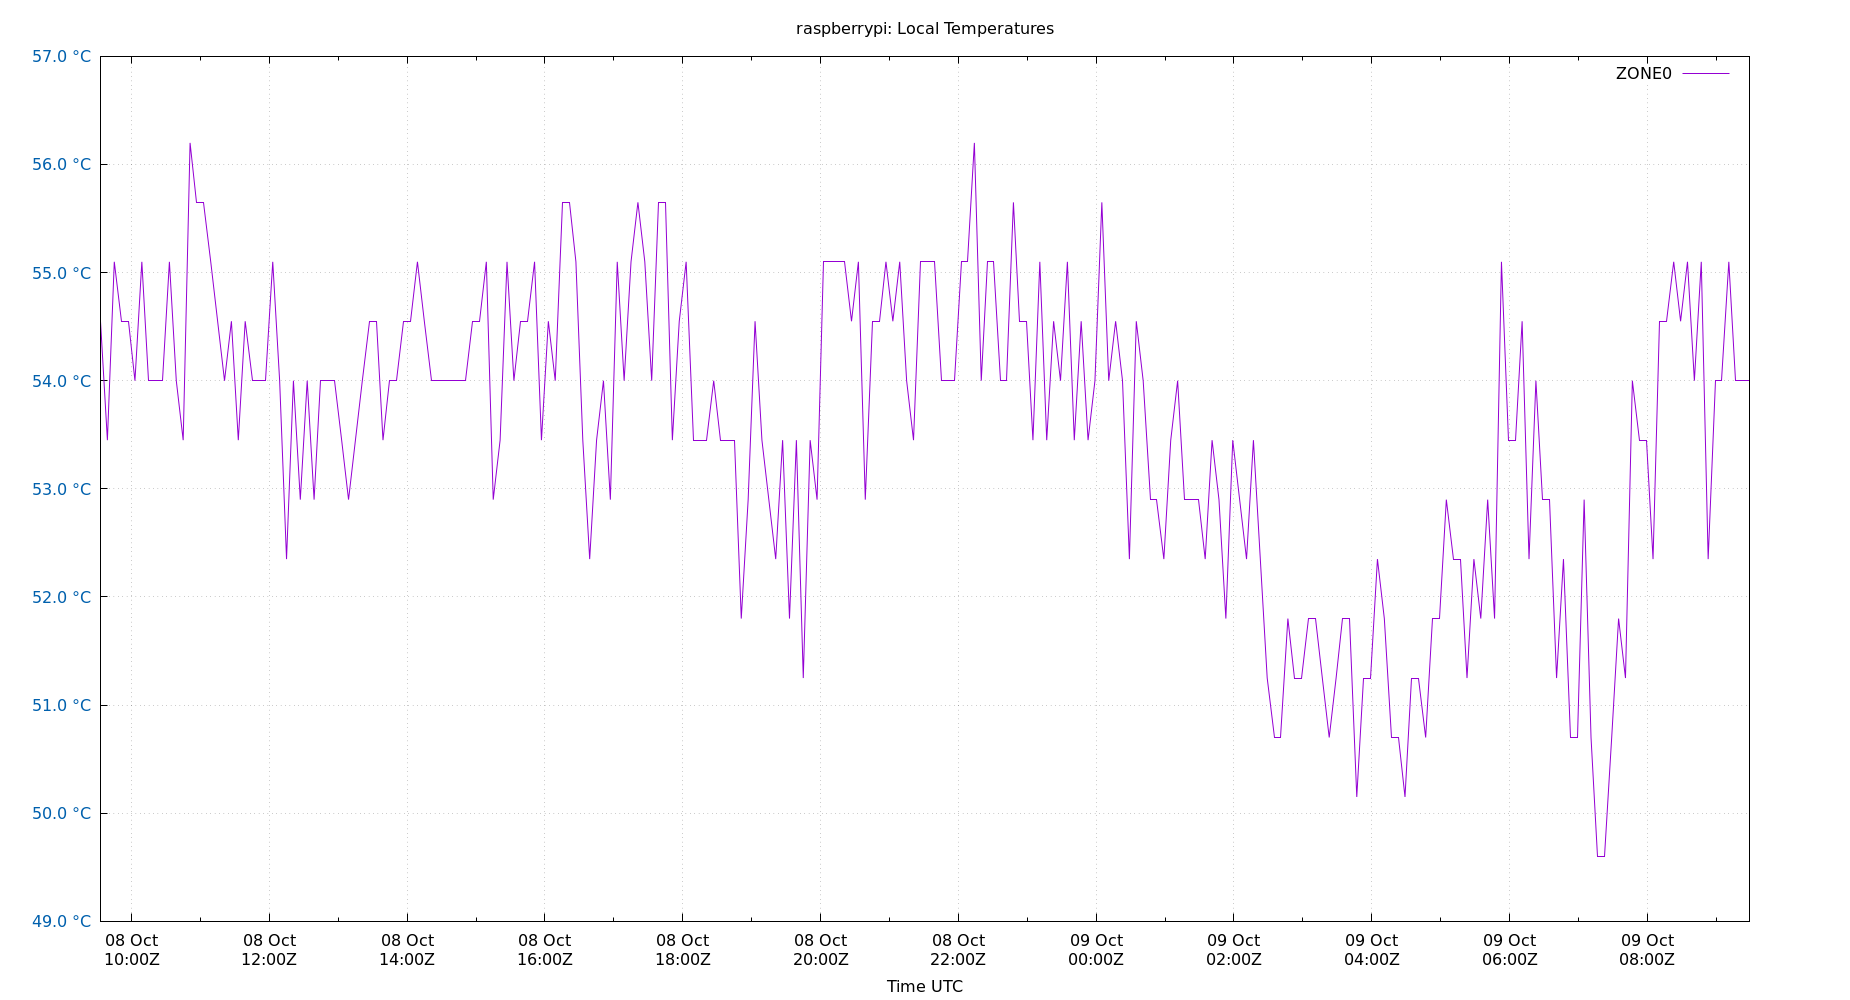 raspberrypi: Local Temperatures
57.0 °C
ZONE0
56.0 °C
55.0 °C
54.0 °C
53.0 °C
52.0 °C
51.0 °C
50.0 °C
49.0 °C
08 Oct 08 Oct 08 Oct 08 Oct 08 Oct 08 Oct 08 Oct 09 Oct 09 Oct 09 Oct 09 Oct 09 Oct
10:00Z 12:00Z 14:00Z 16:00Z 18:00Z 20:00Z 22:00Z 00:00Z 02:00Z 04:00Z 06:00Z 08:00Z
Time UTC